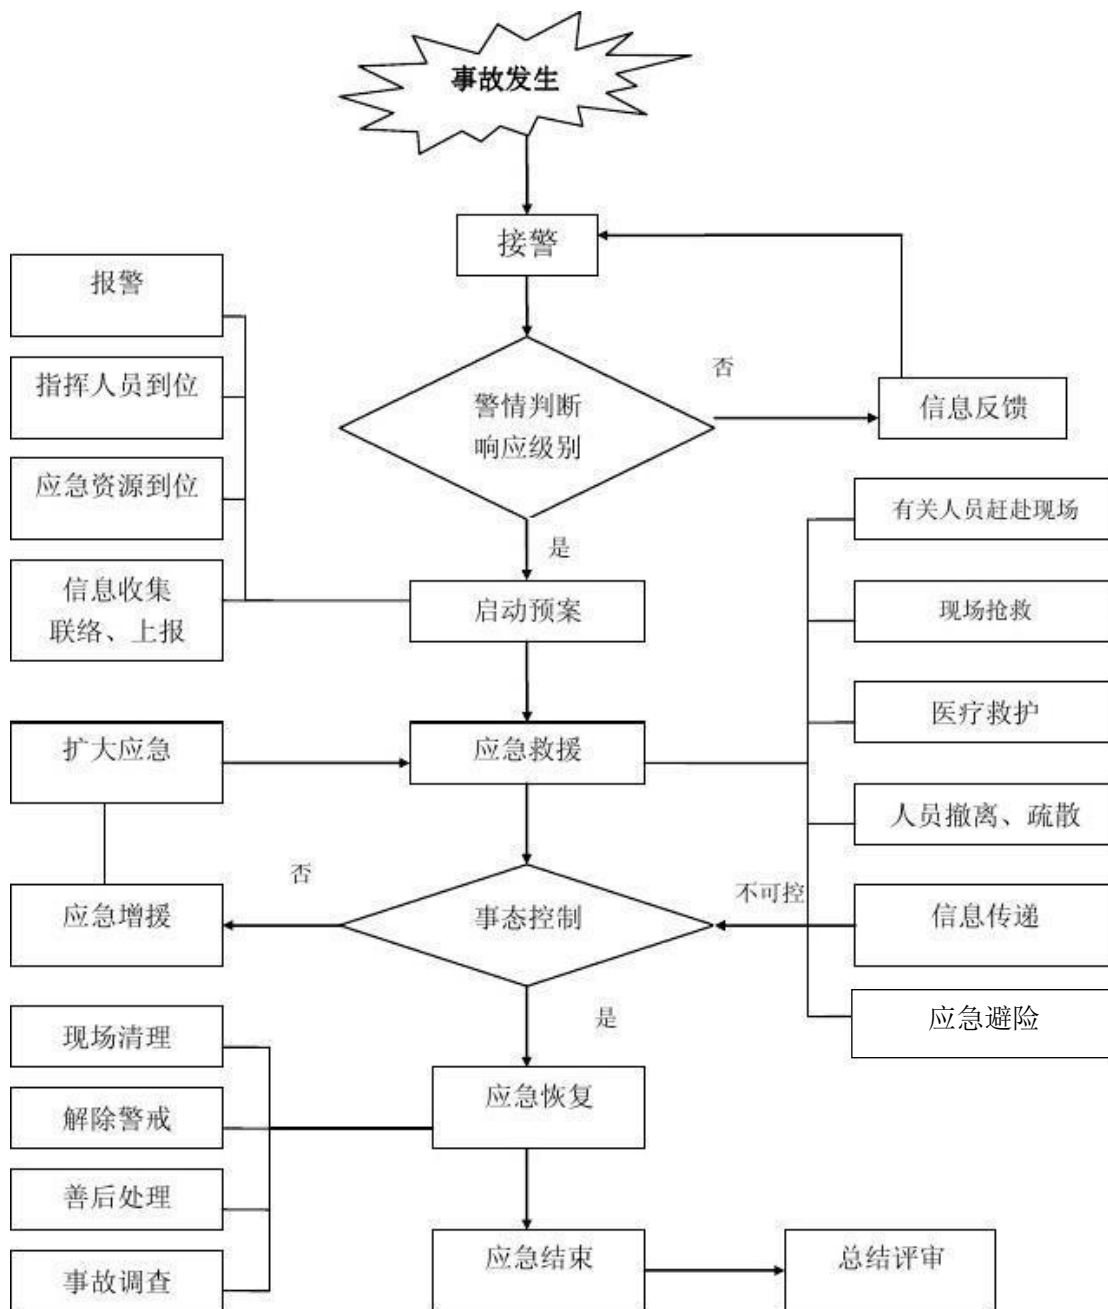 事故发生
接警
报警
否
指挥人员到位
警情判断
响应级别
信息反馈
应急资源到位
有关人员赶赴现场
是
信息收集
联络、上报
启动预案
现场抢救
医疗救护
扩大应急
应急救援
人员撤离、疏散
否
不可控
应急增援
事态控制
信息传递
是
应急避险
现场清理
应急恢复
解除警戒
善后处理
应急结束
总结评审
事故调查